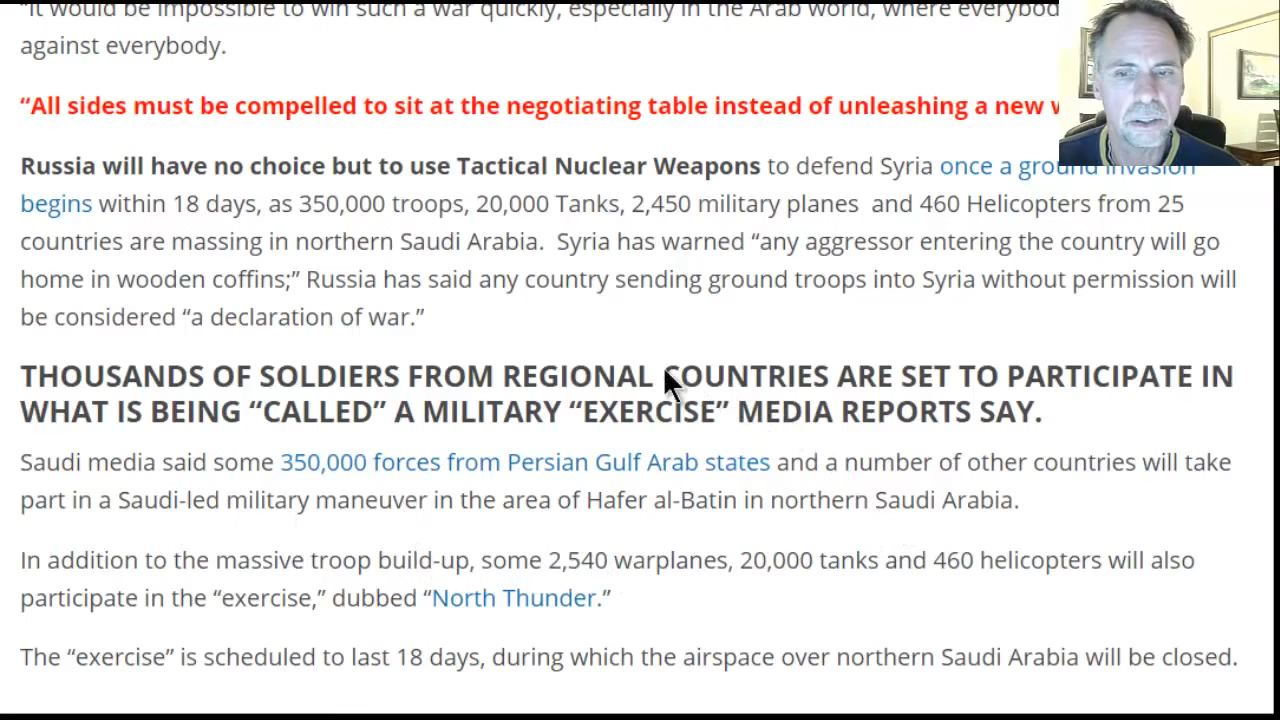 “It would be impossible to win such a war quickly, especially in the Arab world, where everybod
against everybody.
“All sides must be compelled to sit at the negotiating table instead of unleashing a new
Russia will have no choice but to use Tactical Nuclear Weapons to defend Syria once a ground invasion
begins within 18 days, as 350,000 troops, 20,000 Tanks, 2,450 military planes and 460 Helicopters from 25
countries are massing in northern Saudi Arabia. Syria has warned “any aggressor entering the country will go
home in wooden coffins;” Russia has said any country sending ground troops into Syria without permission will
be considered “a declaration of war.”
THOUSANDS OF SOLDIERS FROM REGIONAL COUNTRIES ARE SET TO PARTICIPATE IN
WHAT IS BEING “CALLED” A MILITARY “EXERCISE” MEDIA REPORTS SAY.
Saudi media said some 350,000 forces from Persian Gulf Arab states and a number of other countries will take
part in a Saudi-led military maneuver in the area of Hafer al-Batin in northern Saudi Arabia.
In addition to the massive troop build-up, some 2,540 warplanes, 20,000 tanks and 460 helicopters will also
participate in the “exercise,” dubbed “North Thunder.”
The “exercise” is scheduled to last 18 days, during which the airspace over northern Saudi Arabia will be closed.